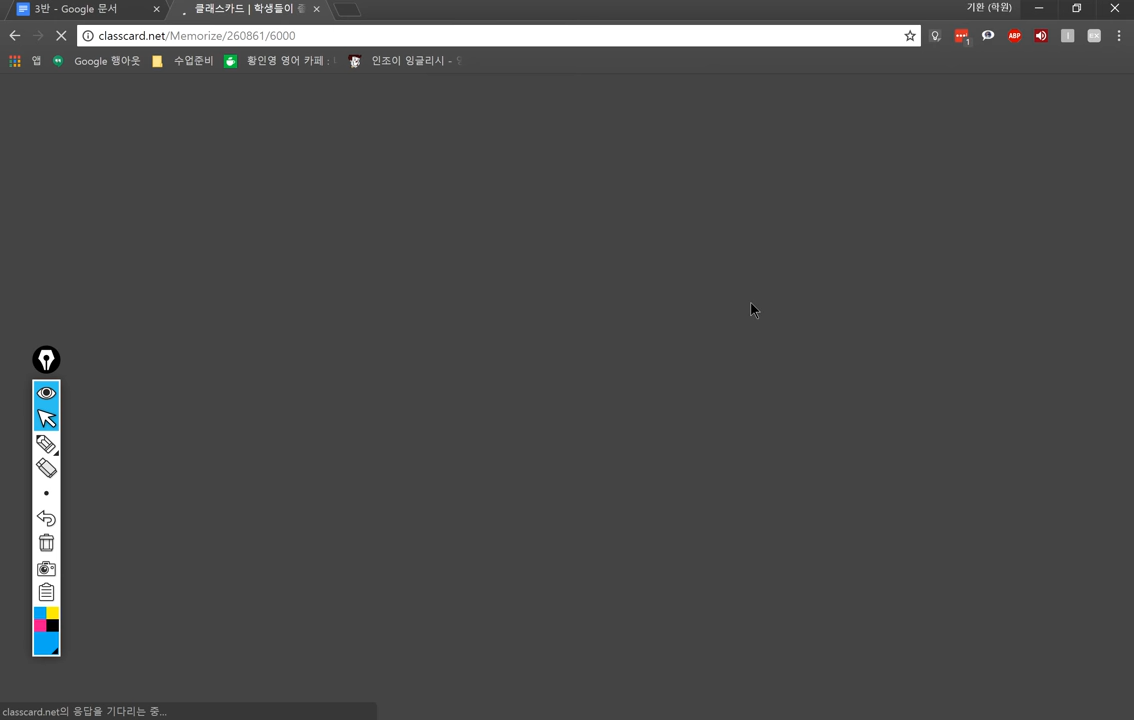 3반 - Google 문서
클래스카드 | 학생들이
기환 (학원)
classcard.net/Memorize/260861/6000
1
ABP
앱
Google 행아웃
수업준비
황인영 영어 카페 :
인조이 잉글리시 -
classcard.net의 응답을 기다리는 중...